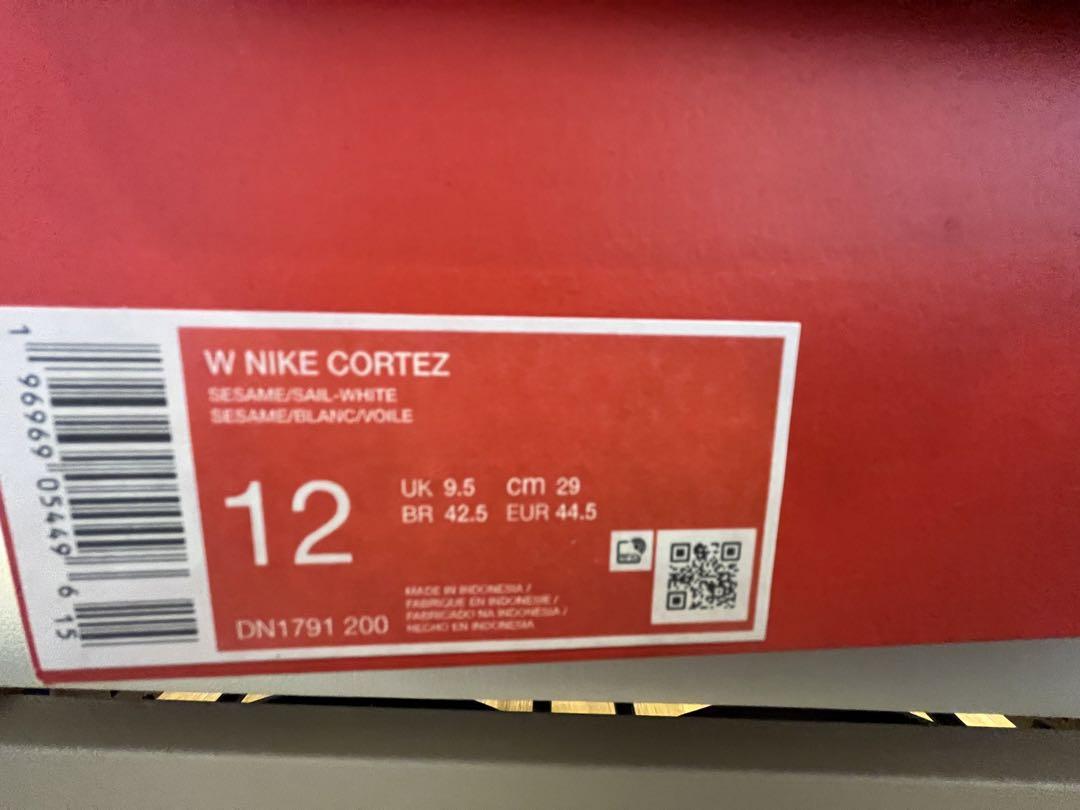 W NIKE CORTEZ
SESAME/SAIL-WHITE
SESAME/BLANC/VOILE
12
UK 9.5 cm 29
BR 42.5 EUR 44.5
DN1791 200
MADE IN INDONESIA /
FABRIQUE EN INDONESIE /
FABRICADO NA INDONESIA /
HECHO EN INDONESIA
1 96969 05449 6 15